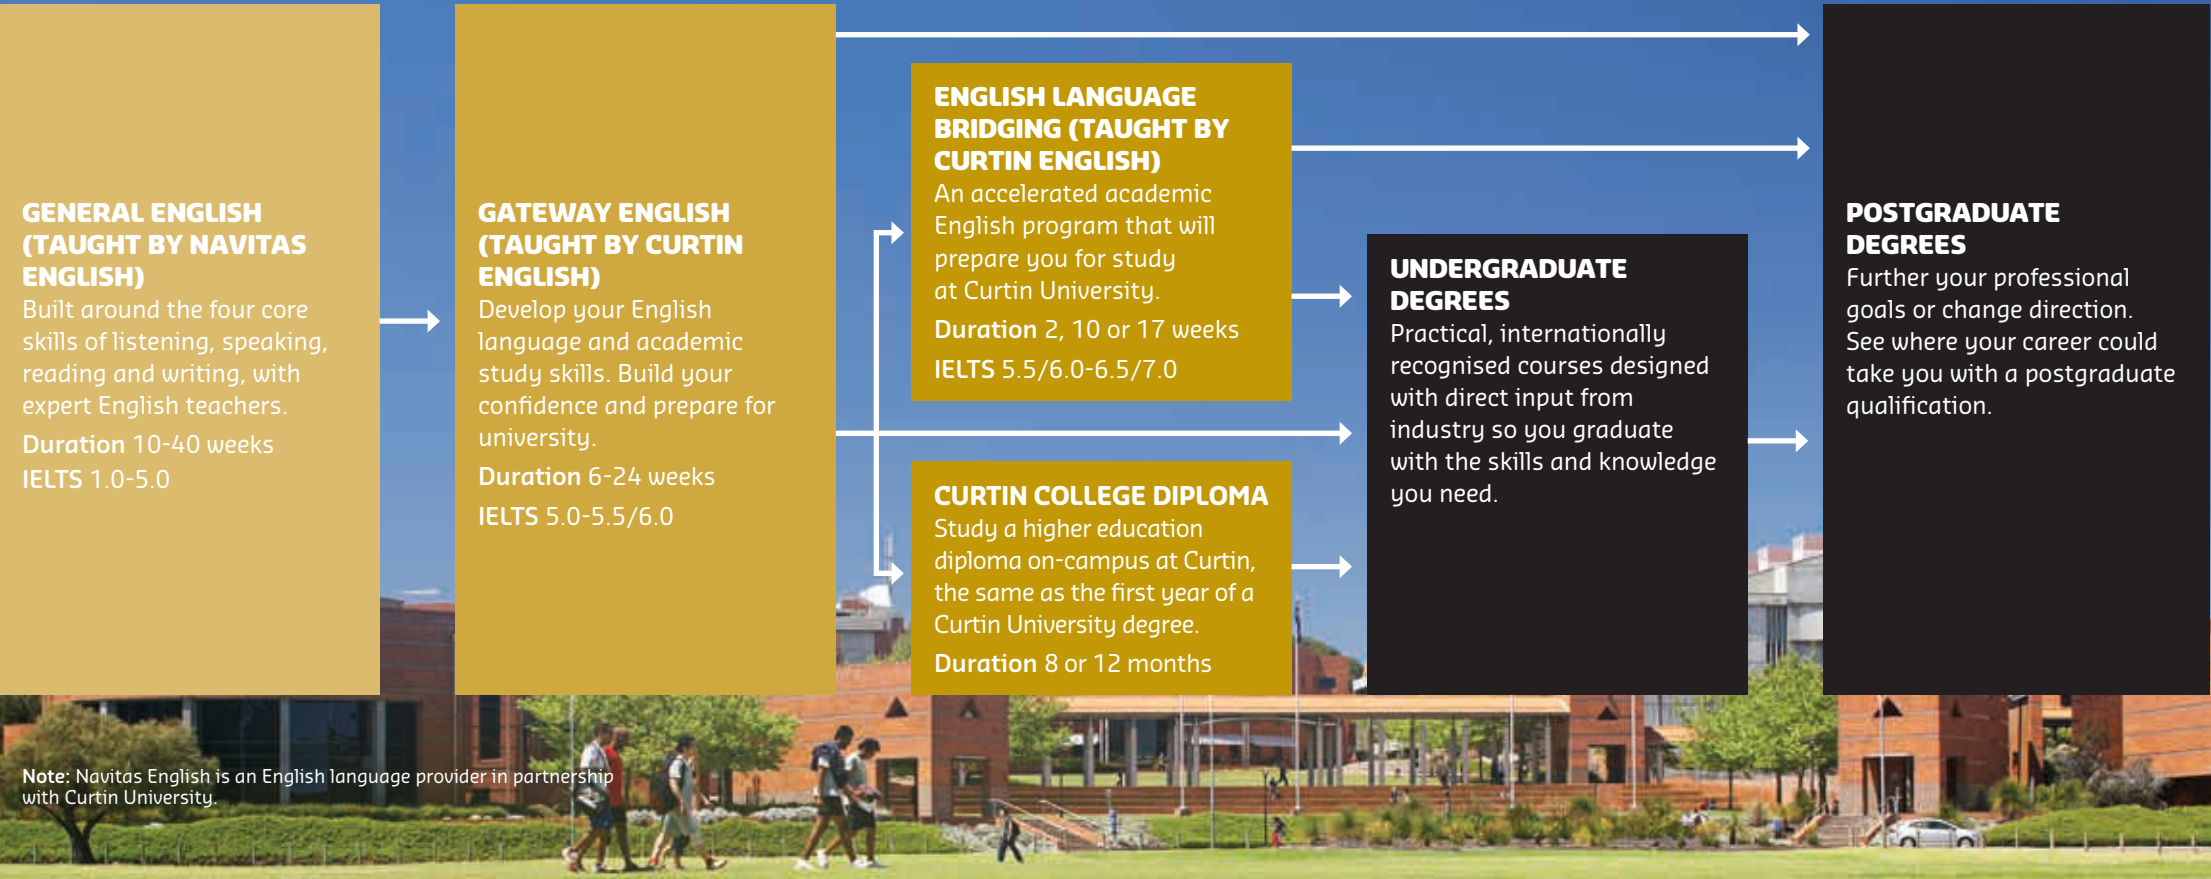 GENERAL ENGLISH
(TAUGHT BY NAVITAS
ENGLISH)
Built around the four core
skills of listening, speaking,
reading and writing, with
expert English teachers.
Duration 10-40 weeks
IELTS 1.0-5.0
GATEWAY ENGLISH
(TAUGHT BY CURTIN
ENGLISH)
Develop your English
language and academic
study skills. Build your
confidence and prepare for
university.
Duration 6-24 weeks
IELTS 5.0-5.5/6.0
ENGLISH LANGUAGE
BRIDGING (TAUGHT BY
CURTIN ENGLISH)
An accelerated academic
English program that will
prepare you for study
at Curtin University.
Duration 2, 10 or 17 weeks
IELTS 5.5/6.0-6.5/7.0
CURTIN COLLEGE DIPLOMA
Study a higher education
diploma on-campus at Curtin,
the same as the first year of a
Curtin University degree.
Duration 8 or 12 months
UNDERGRADUATE
DEGREES
Practical, internationally
recognised courses designed
with direct input from
industry so you graduate
with the skills and knowledge
you need.
POSTGRADUATE
DEGREES
Further your professional
goals or change direction.
See where your career could
take you with a postgraduate
qualification.
Note: Navitas English is an English language provider in partnership
with Curtin University.